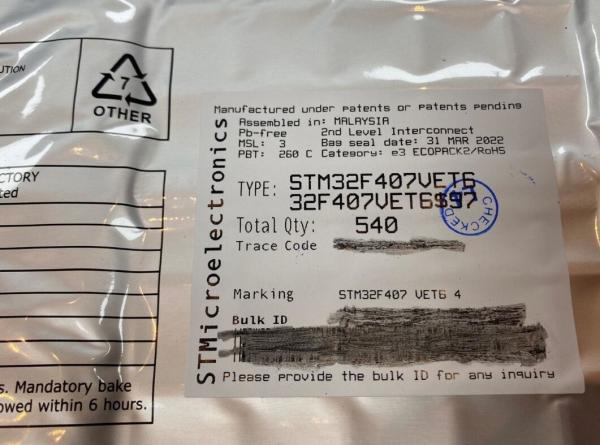 UTION
7
OTHER
CTORY
ted
s. Mandatory bake
owed within 6 hours.
STMicroelectronics
Manufactured under patents or patents pending
Assembled in: MALAYSIA
Pb-free 2nd Level Interconnect
MSL: 3 Bag seal date: 31 MAR 2022
PBT: 260 C Category: e3 ECOPACK2/RoHS
TYPE: STM32F407VET6
32F407VET6$97
CHECKED
Total Qty: 540
Trace Code
Marking STM32F407 VET6 4
Bulk ID
Please provide the bulk ID for any inquiry